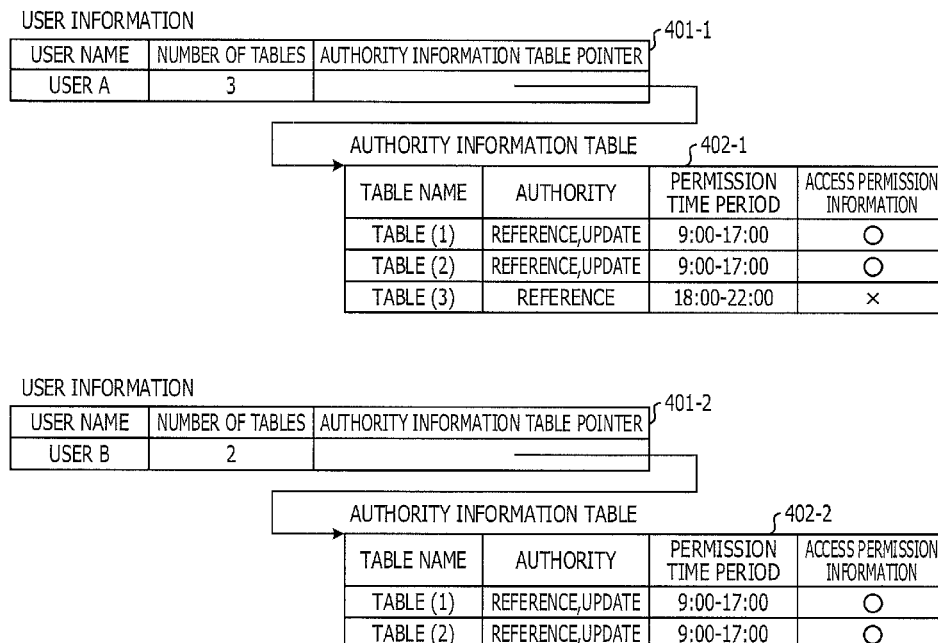 USER INFORMATION
401-1
USER NAME NUMBER OF TABLES AUTHORITY INFORMATION TABLE POINTER
USER A 3
AUTHORITY INFORMATION TABLE 402-1
TABLE NAME AUTHORITY PERMISSION TIME PERIOD ACCESS PERMISSION INFORMATION
TABLE (1) REFERENCE,UPDATE 9:00-17:00 ○
TABLE (2) REFERENCE,UPDATE 9:00-17:00 ○
TABLE (3) REFERENCE 18:00-22:00 ×
USER INFORMATION
401-2
USER NAME NUMBER OF TABLES AUTHORITY INFORMATION TABLE POINTER
USER B 2
AUTHORITY INFORMATION TABLE 402-2
TABLE NAME AUTHORITY PERMISSION TIME PERIOD ACCESS PERMISSION INFORMATION
TABLE (1) REFERENCE,UPDATE 9:00-17:00 ○
TABLE (2) REFERENCE,UPDATE 9:00-17:00 ○